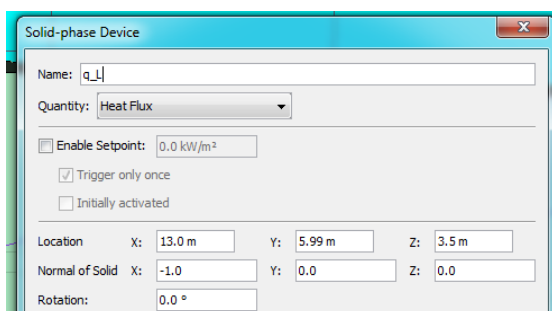 Solid-phase Device
Name: q_L
Quantity: Heat Flux
Enable Setpoint: 0.0 kW/m²
Trigger only once
Initially activated
Location X: 13.0 m Y: 5.99 m Z: 3.5 m
Normal of Solid X: -1.0 Y: 0.0 Z: 0.0
Rotation: 0.0 °